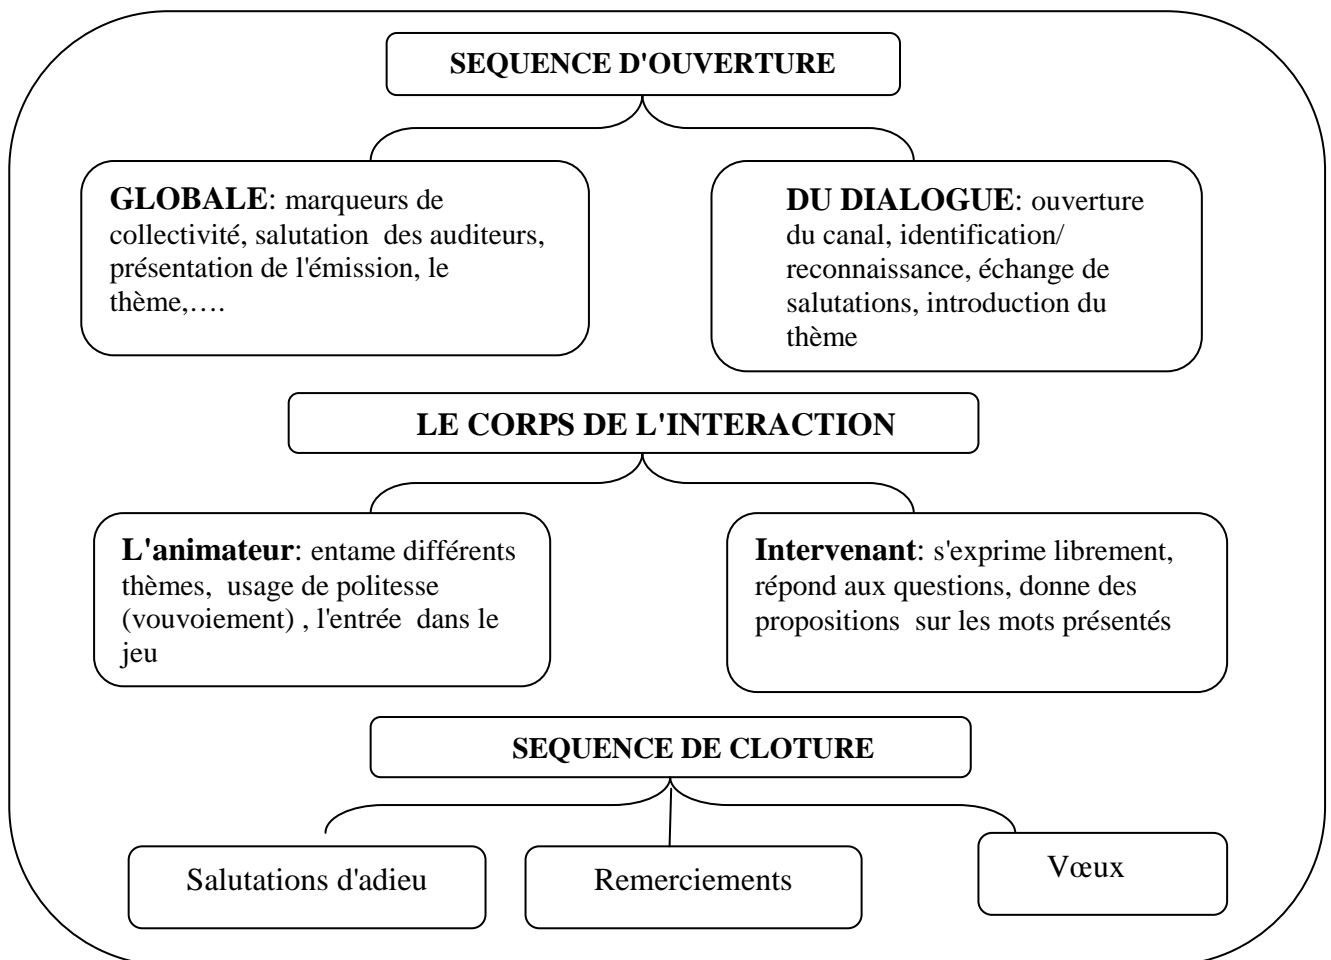 SEQUENCE D'OUVERTURE
GLOBALE: marqueurs de
collectivité, salutation des auditeurs,
présentation de l'émission, le
thème,….
DU DIALOGUE: ouverture
du canal, identification/
reconnaissance, échange de
salutations, introduction du
thème
LE CORPS DE L'INTERACTION
L'animateur: entame différents
thèmes, usage de politesse
(vouvoiement) , l'entrée dans le
jeu
Intervenant: s'exprime librement,
répond aux questions, donne des
propositions sur les mots présentés
SEQUENCE DE CLOTURE
Salutations d'adieu
Remerciements
Vœux